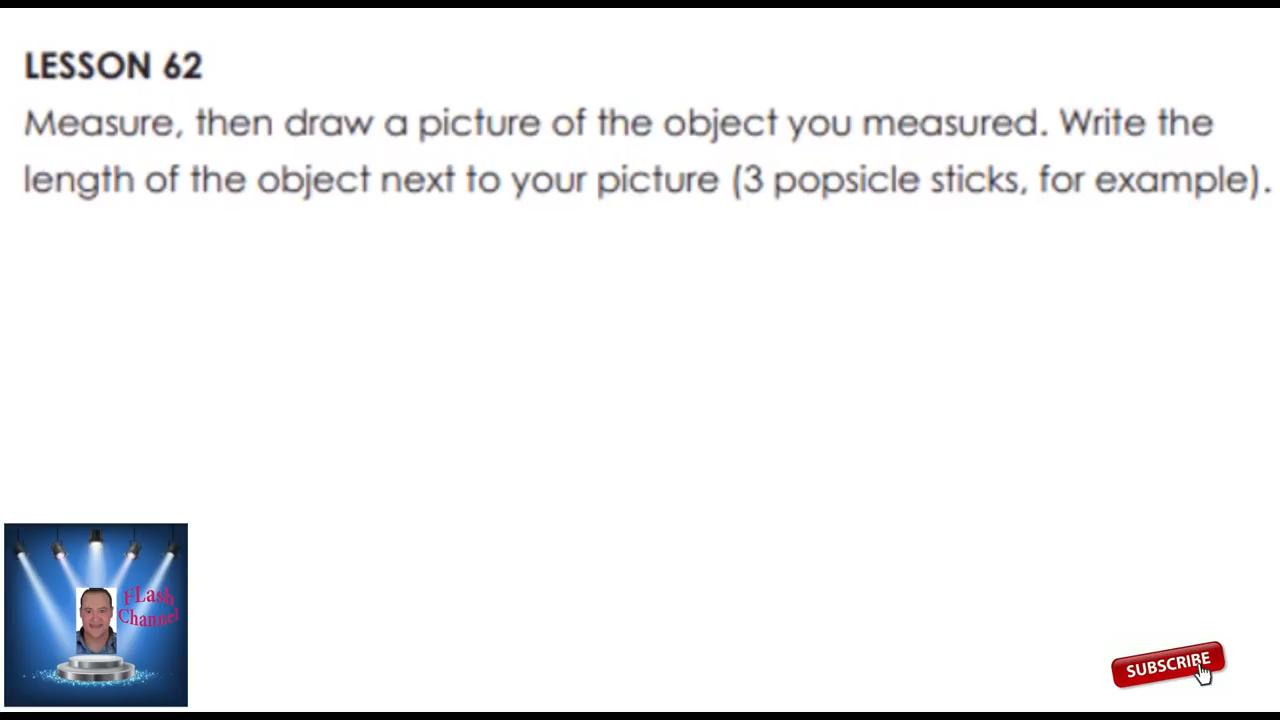 LESSON 62
Measure, then draw a picture of the object you measured. Write the
length of the object next to your picture (3 popsicle sticks, for example).
FLash
Channel
SUBSCRIBE